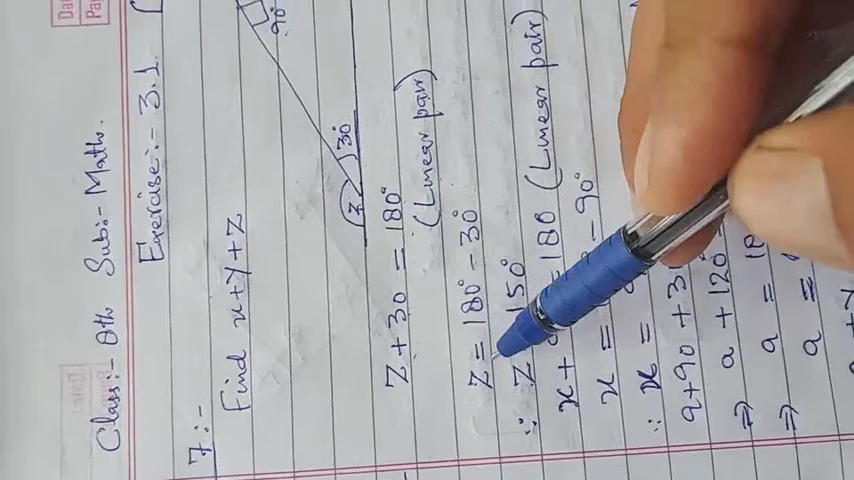 Class:- 8th Sub:- Math.
Exercise:- 3.1
7:-
Find x+y+z
90°
z 30°
Z+30 = 180°
(Linear pair)
Z = 180° - 30°
∵ Z 150°
x+ = 180 (Linear pair)
x = - 90°
∵ x =
a+90+3
⇒ a + 120°
⇒ a = 18
a =